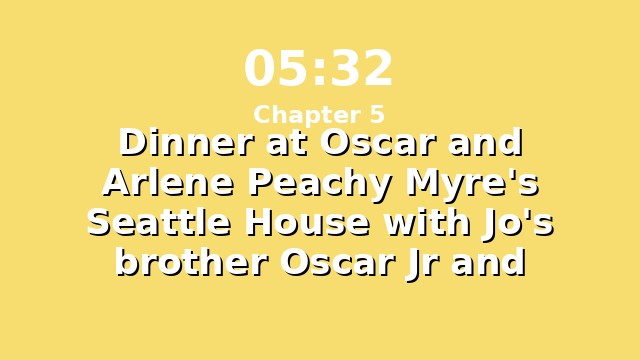 05:32
Chapter 5
Dinner at Oscar and
Arlene Peachy Myre's
Seattle House with Jo's
brother Oscar Jr and